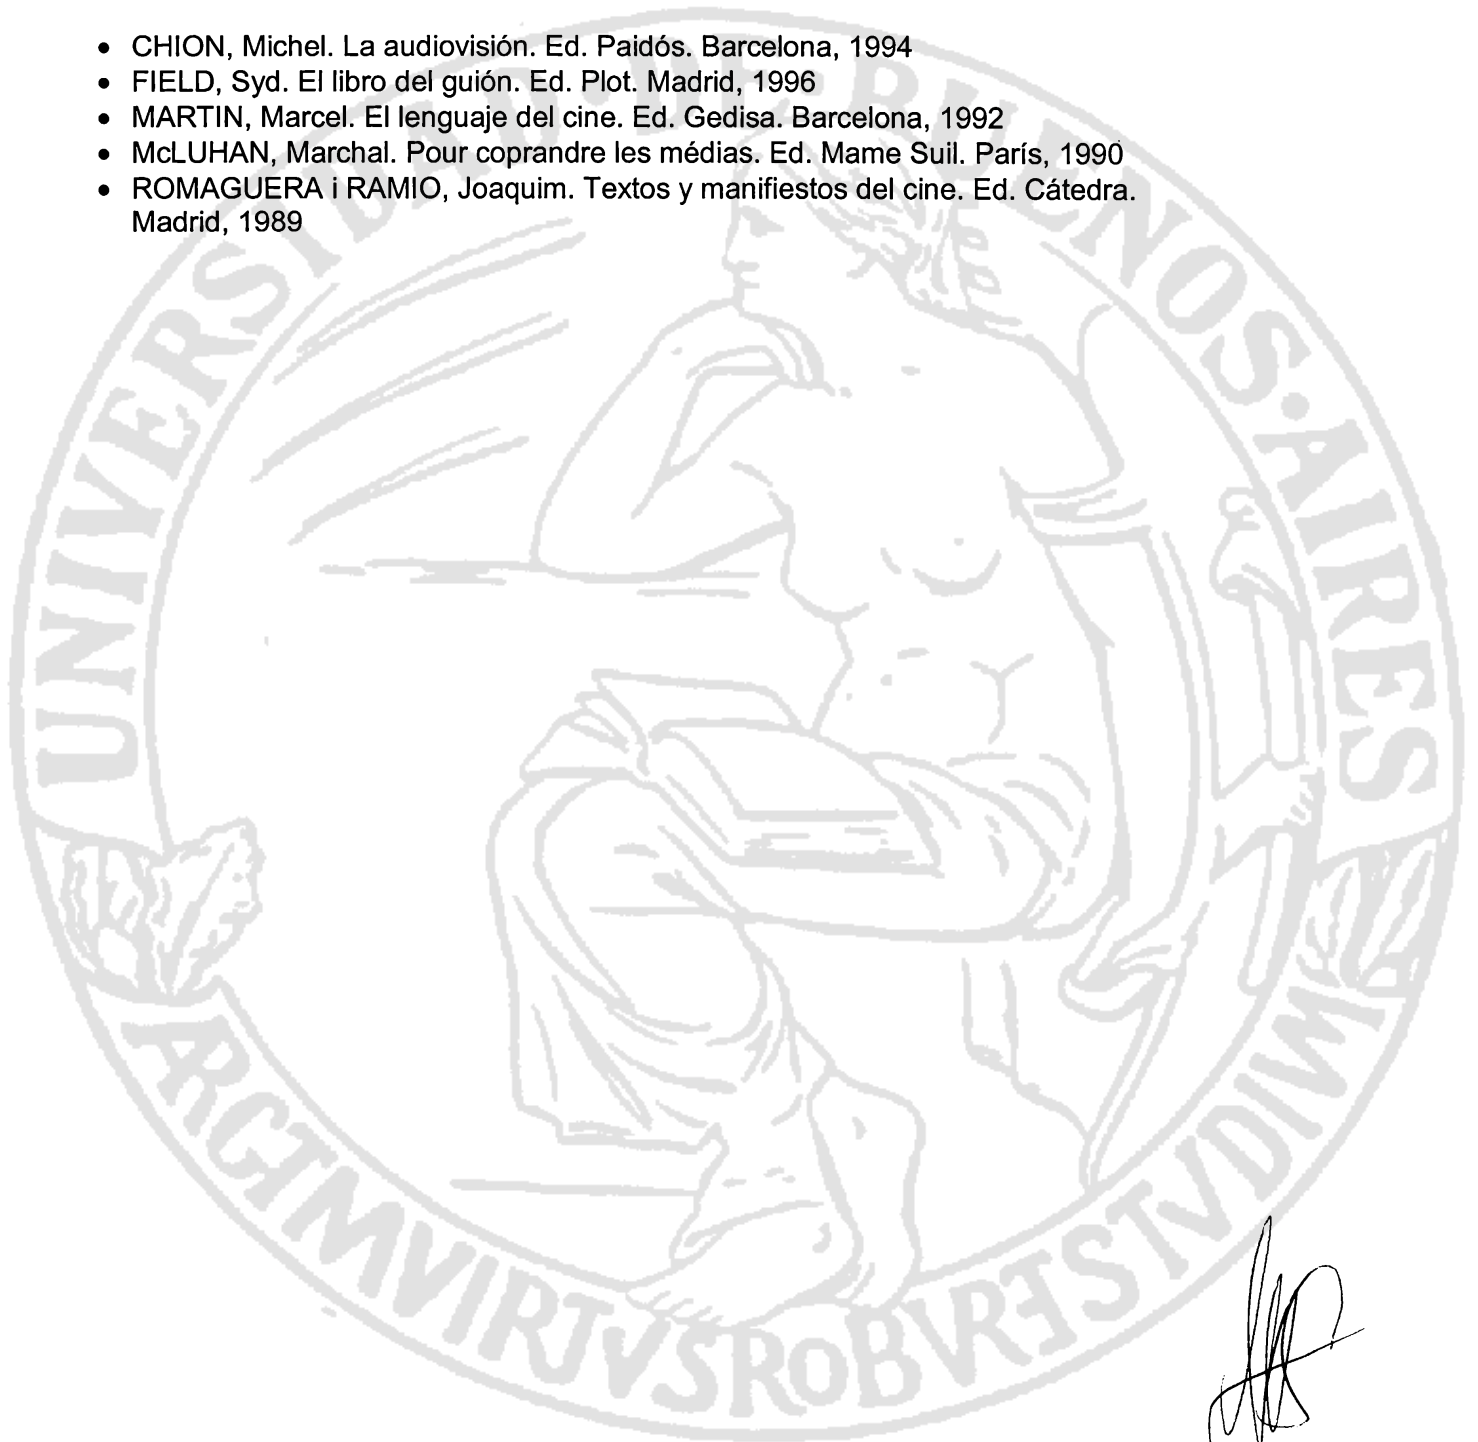 • CHION, Michel. La audiovisión. Ed. Paidós. Barcelona, 1994
• FIELD, Syd. El libro del guión. Ed. Plot. Madrid, 1996
• MARTIN, Marcel. El lenguaje del cine. Ed. Gedisa. Barcelona, 1992
• McLUHAN, Marchal. Pour coprandre les médias. Ed. Mame Suil. París, 1990
• ROMAGUERA i RAMIO, Joaquim. Textos y manifiestos del cine. Ed. Cátedra.
Madrid, 1989
UNIVERSIDAD · DE · BUENOS · AIRES
ARGTMVIRTVSROBVRETSTVDIVM